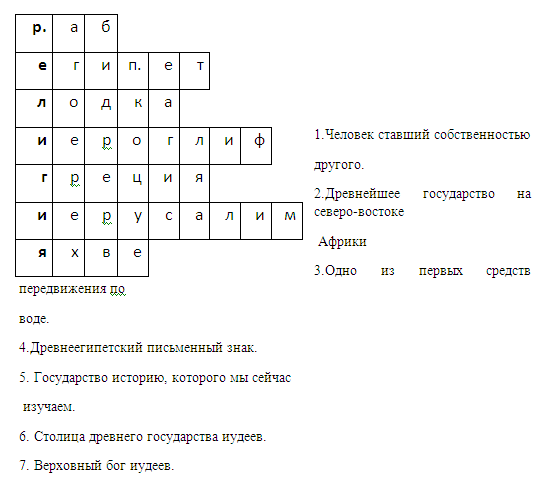 р. а б
е г и п. е т
л о д к а
и е р о г л и ф
г р е ц и я
и е р у с а л и м
я х в е
1.Человек ставший собственностью
другого.
2.Древнейшее государство на
северо-востоке
Африки
3.Одно из первых средств
передвижения по
воде.
4.Древнеегипетский письменный знак.
5. Государство историю, которого мы сейчас
изучаем.
6. Столица древнего государства иудеев.
7. Верховный бог иудеев.